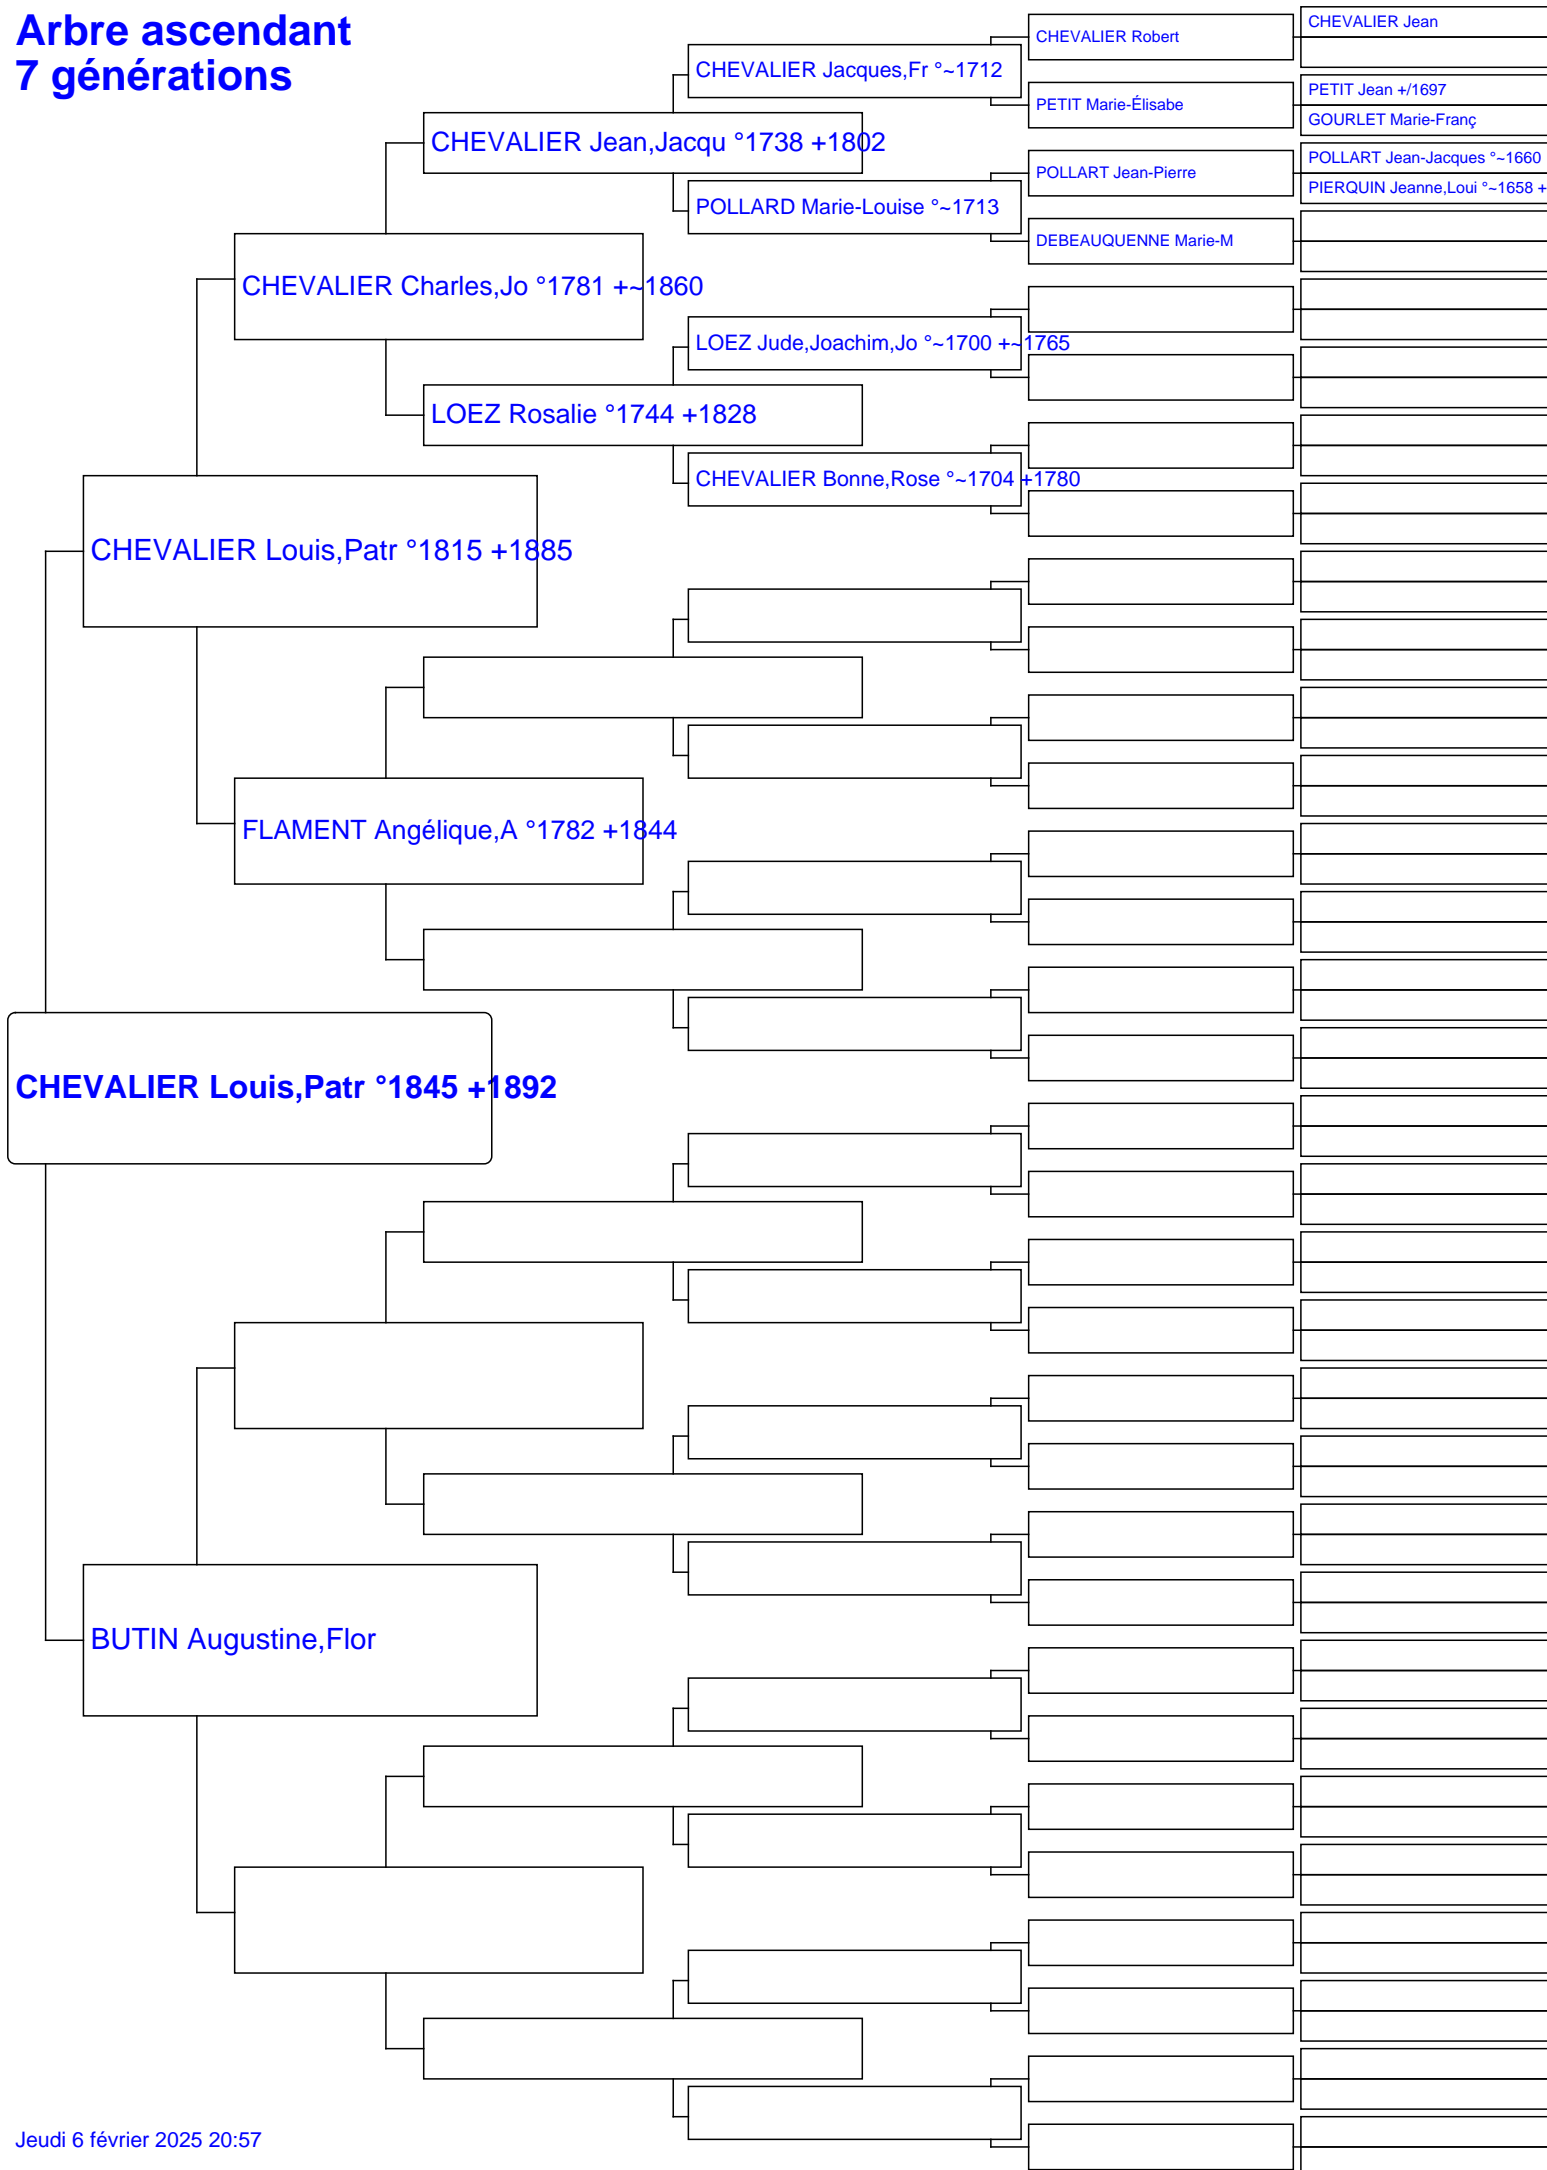 Arbre ascendant
7 générations
CHEVALIER Jean
CHEVALIER Robert
CHEVALIER Jacques,Fr °~1712
PETIT Jean +/1697
PETIT Marie-Élisabe
GOURLET Marie-Franç
CHEVALIER Jean,Jacqu °1738 +1802
POLLART Jean-Jacques °~1660
POLLART Jean-Pierre
PIERQUIN Jeanne,Loui °~1658 +
POLLARD Marie-Louise °~1713
DEBEAUQUENNE Marie-M
CHEVALIER Charles,Jo °1781 +~1860
LOEZ Jude,Joachim,Jo °~1700 +~1765
LOEZ Rosalie °1744 +1828
CHEVALIER Bonne,Rose °~1704 +1780
CHEVALIER Louis,Patr °1815 +1885
FLAMENT Angélique,A °1782 +1844
CHEVALIER Louis,Patr °1845 +1892
BUTIN Augustine,Flor
Jeudi 6 février 2025 20:57